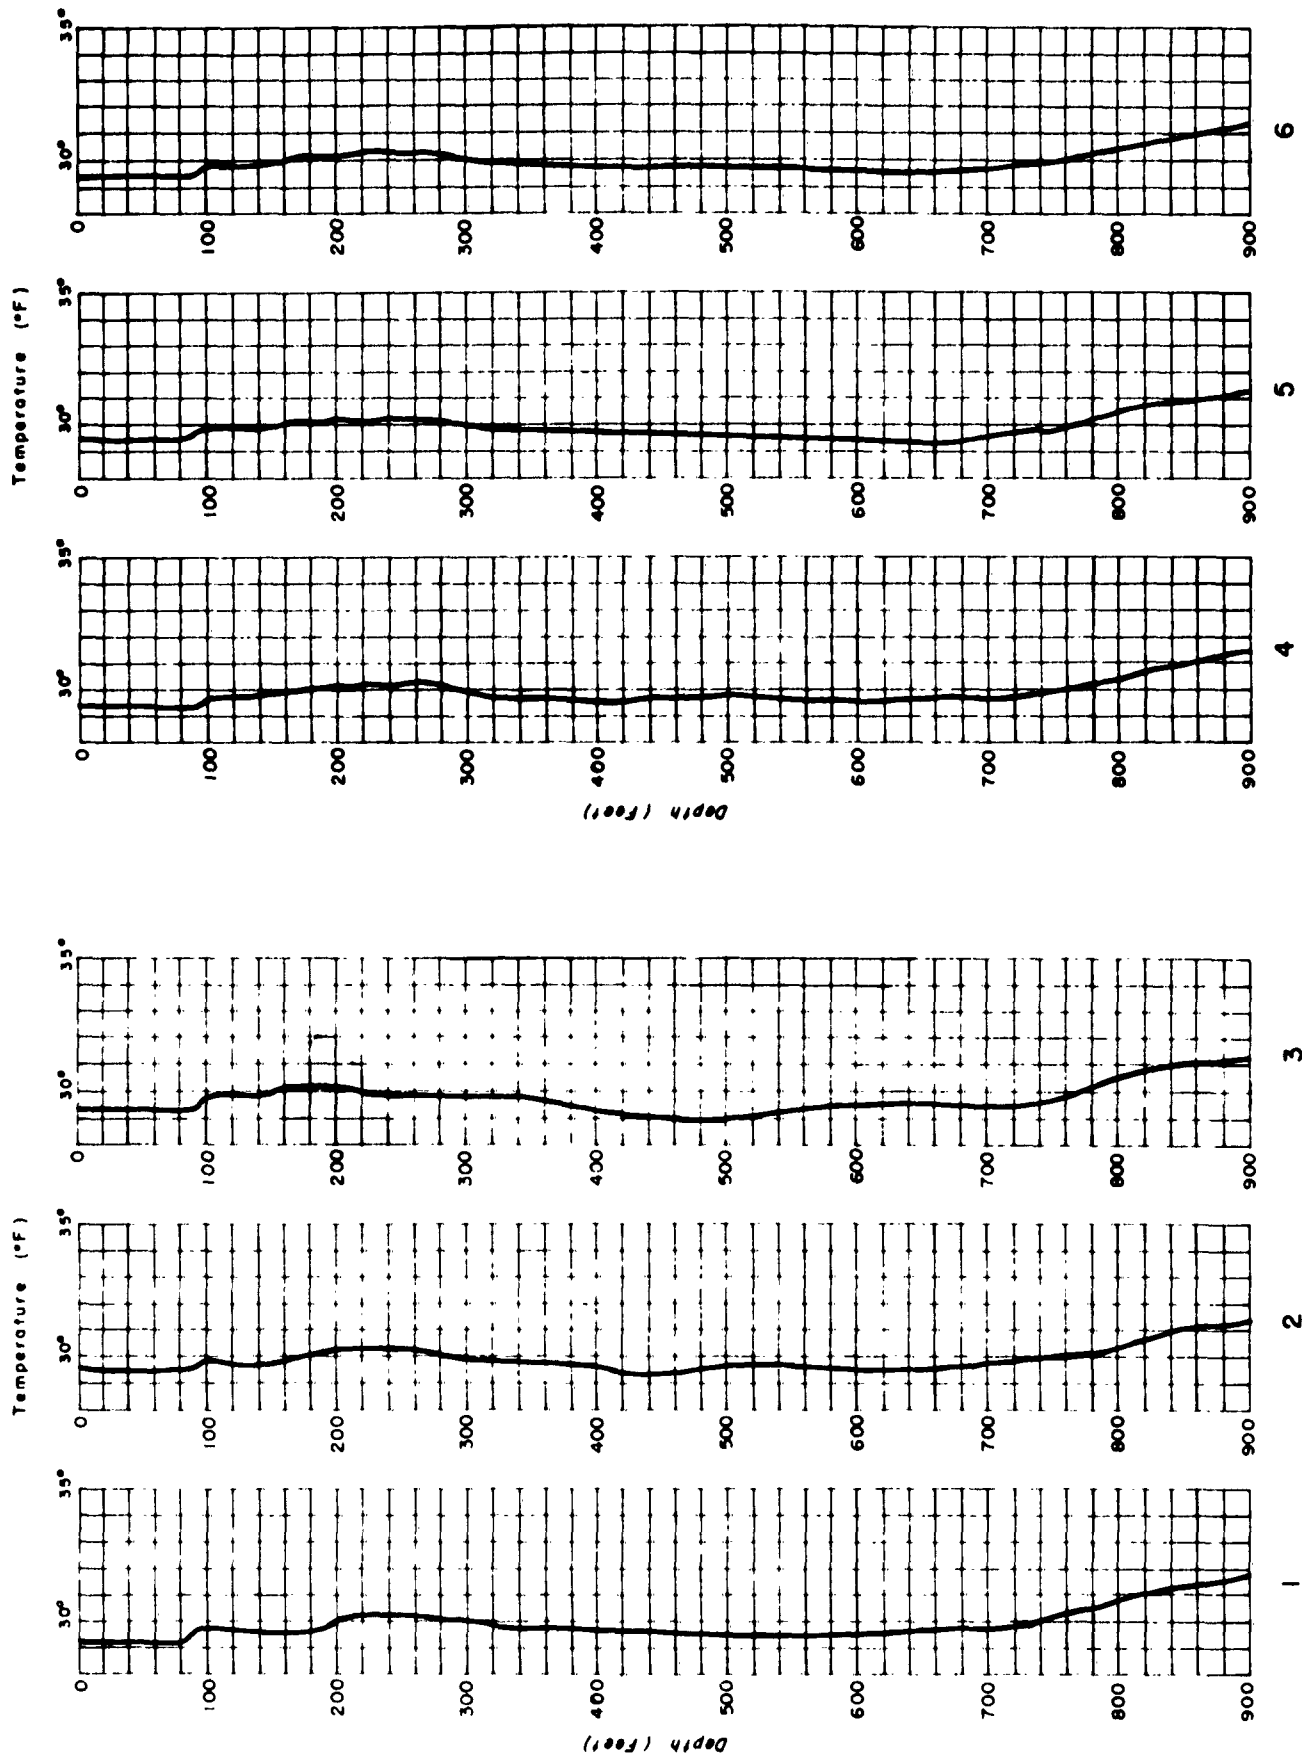 Temperature (°F) Temperature (°F)
30° 35° 30° 35° 30° 35° 30° 35° 30° 35° 30° 35°
0 0 0 0 0 0
100 100 100 100 100 100
200 200 200 200 200 200
300 300 300 300 300 300
400 400 400 400 400 400
Depth (Feet) Depth (Feet)
500 500 500 500 500 500
600 600 600 600 600 600
700 700 700 700 700 700
800 800 800 800 800 800
900 900 900 900 900 900
1 2 3 4 5 6